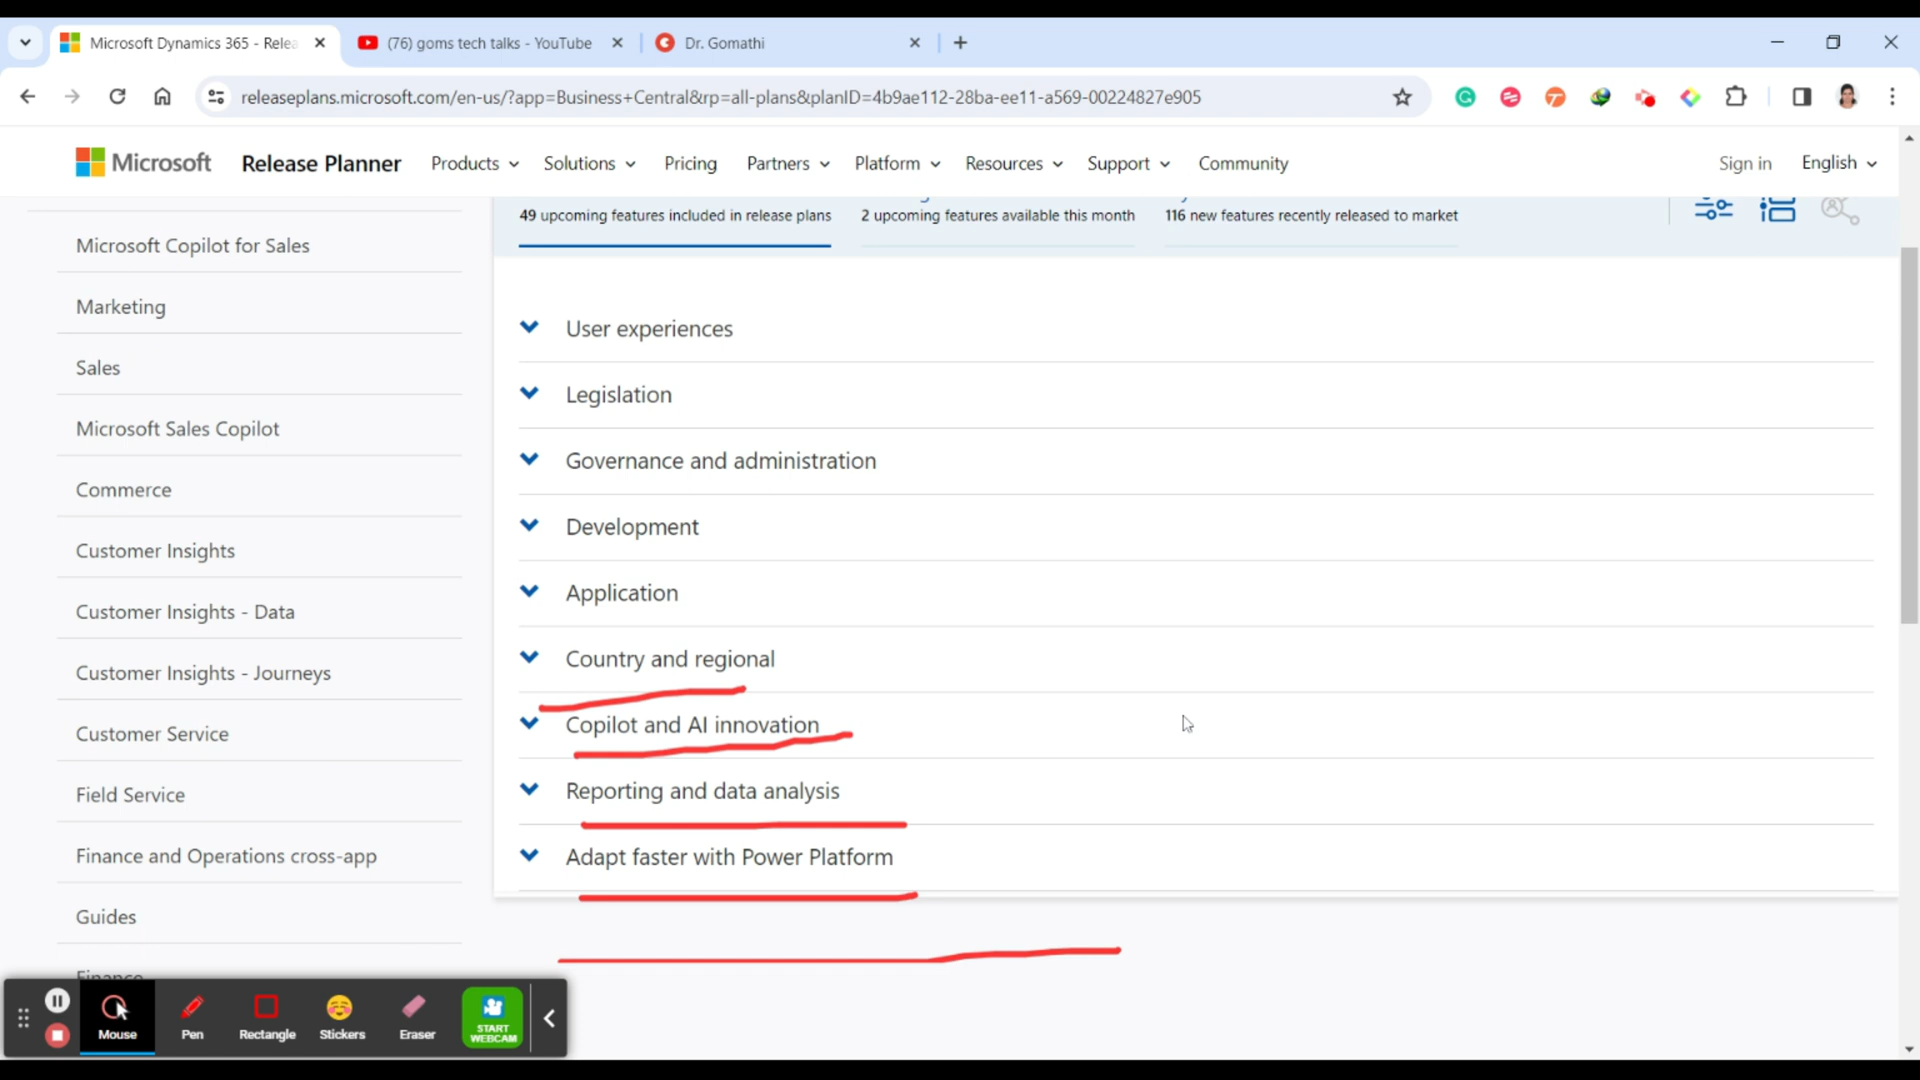 Microsoft Dynamics 365 - Relea
(76) goms tech talks - YouTube
Dr. Gomathi
releaseplans.microsoft.com/en-us/?app=Business+Central&rp=all-plans&planID=4b9ae112-28ba-ee11-a569-00224827e905
Microsoft
Release Planner
Products
Solutions
Pricing
Partners
Platform
Resources
Support
Community
Sign in
English
49 upcoming features included in release plans
2 upcoming features available this month
116 new features recently released to market
Microsoft Copilot for Sales
Marketing
Sales
Microsoft Sales Copilot
Commerce
Customer Insights
Customer Insights - Data
Customer Insights - Journeys
Customer Service
Field Service
Finance and Operations cross-app
Guides
Finance
User experiences
Legislation
Governance and administration
Development
Application
Country and regional
Copilot and AI innovation
Reporting and data analysis
Adapt faster with Power Platform
Mouse
Pen
Rectangle
Stickers
Eraser
START
WEBCAM